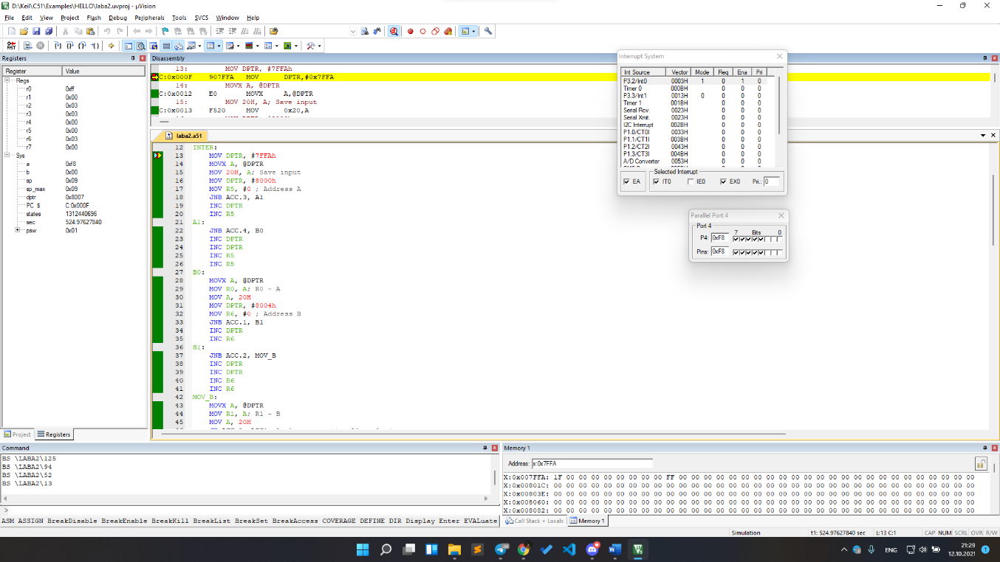 D:\Keil\C51\Examples\HELLO\laba2.uvproj - µVision
File Edit View Project Flash Debug Peripherals Tools SVCS Window Help
Registers
Register Value
Regs
r0 0xff
r1 0x00
r2 0x03
r3 0x03
r4 0x00
r5 0x00
r6 0x03
r7 0x00
Sys
a 0xf8
b 0x00
sp 0x09
sp_max 0x09
dptr 0x8007
PC $ C:0x000F
states 1312440696
sec 524.97627840
psw 0x01
Project Registers
Disassembly
13: MOV DPTR, #7FFAh
C:0x000F 907FFA MOV DPTR,#0x7FFA
14: MOVX A, @DPTR
C:0x0012 E0 MOVX A,@DPTR
15: MOV 20H, A; Save input
C:0x0013 F520 MOV 0x20,A
laba2.a51
12 INTER:
13 MOV DPTR, #7FFAh
14 MOVX A, @DPTR
15 MOV 20H, A; Save input
16 MOV DPTR, #8000h
17 MOV R5, #0 ; Address A
18 JNB ACC.3, A1
19 INC DPTR
20 INC R5
21 A1:
22 JNB ACC.4, B0
23 INC DPTR
24 INC DPTR
25 INC R5
26 INC R5
27 B0:
28 MOVX A, @DPTR
29 MOV R0, A; R0 - A
30 MOV A, 20H
31 MOV DPTR, #8004h
32 MOV R6, #0 ; Address B
33 JNB ACC.1, B1
34 INC DPTR
35 INC R6
36 B1:
37 JNB ACC.2, MOV_B
38 INC DPTR
39 INC DPTR
40 INC R6
41 INC R6
42 MOV_B:
43 MOVX A, @DPTR
44 MOV R1, A; R1 - B
45 MOV A, 20H
Interrupt System
Int Source Vector Mode Req Ena Pri
P3.2/Int0 0003H 1 0 1 0
Timer 0 000BH 0 0 0
P3.3/Int1 0013H 0 0 0 0
Timer 1 001BH 0 0 0
Serial Rcv. 0023H 0 0 0
Serial Xmit. 0023H 0 0 0
I2C Interrupt 002BH 0 0 0
P1.0/CT0I 0033H 0 0 0
P1.1/CT1I 003BH 0 0 0
P1.2/CT2I 0043H 0 0 0
P1.3/CT3I 004BH 0 0 0
A/D Converter 0053H 0 0 0
Selected Interrupt
EA IT0 IE0 EX0 Pri.: 0
Parallel Port 4
Port 4
7 Bits 0
P4: 0xF8
Pins: 0xF8
Command
BS \LABA2\125
BS \LABA2\94
BS \LABA2\52
BS \LABA2\13
>
ASM ASSIGN BreakDisable BreakEnable BreakKill BreakList BreakSet BreakAccess COVERAGE DEFINE DIR Display Enter EVALuate
Memory 1
Address: x:0x7FFA
X:0x007FFA: 1F 00 00 00 00 00 00 00 00 FF 00 00 00 00 00 00 00 00 00 00 00 00 00 00 00 00 00 00 00 00 00 00 00 00
X:0x00801C: 00 00 00 00 00 00 00 00 00 00 00 00 00 00 00 00 00 00 00 00 00 00 00 00 00 00 00 00 00 00 00 00 00 00
X:0x00803E: 00 00 00 00 00 00 00 00 00 00 00 00 00 00 00 00 00 00 00 00 00 00 00 00 00 00 00 00 00 00 00 00 00 00
X:0x008060: 00 00 00 00 00 00 00 00 00 00 00 00 00 00 00 00 00 00 00 00 00 00 00 00 00 00 00 00 00 00 00 00 00 00
X:0x008082: 00 00 00 00 00 00 00 00 00 00 00 00 00 00 00 00 00 00 00 00 00 00 00 00 00 00 00 00 00 00 00 00 00 00
Call Stack + Locals Memory 1
Simulation t1: 524.97627840 sec L:13 C:1 CAP NUM SCRL OVR R/W
ENG
21:29
12.10.2021
1